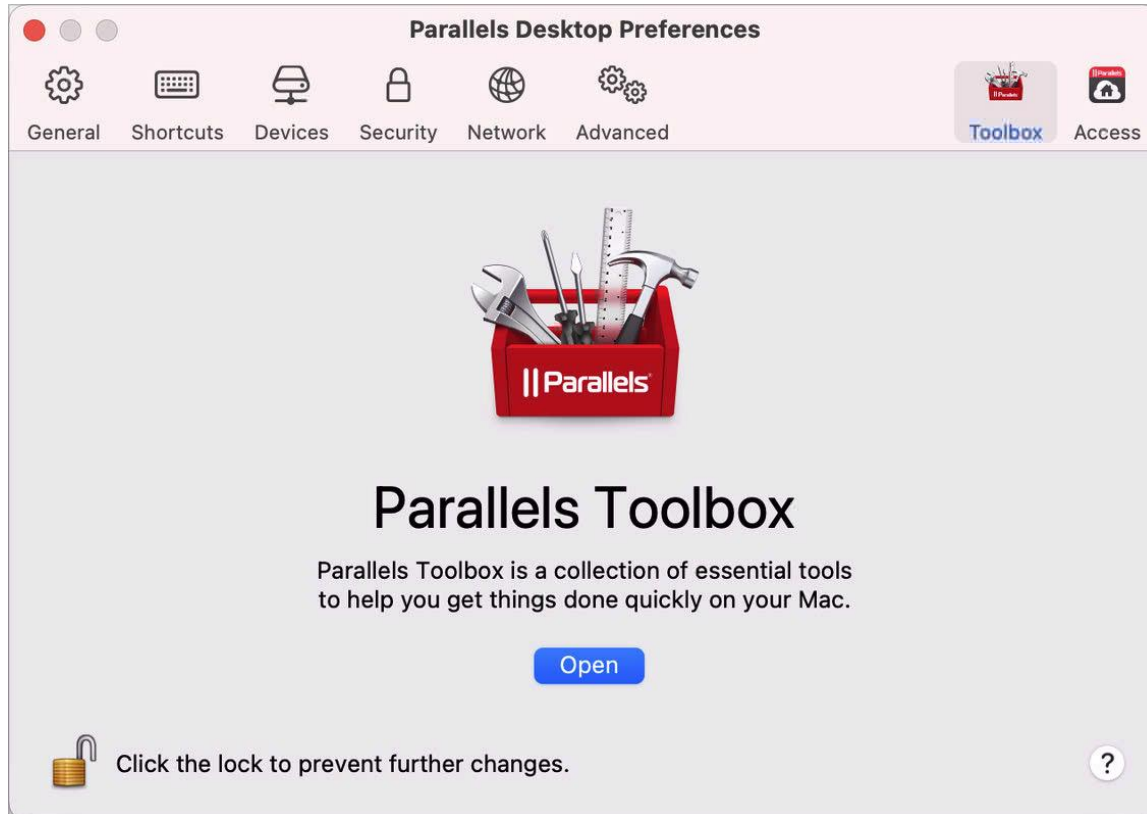 Parallels Desktop Preferences
General Shortcuts Devices Security Network Advanced Toolbox Access
|| Parallels®
Parallels Toolbox
Parallels Toolbox is a collection of essential tools
to help you get things done quickly on your Mac.
Open
Click the lock to prevent further changes.
?